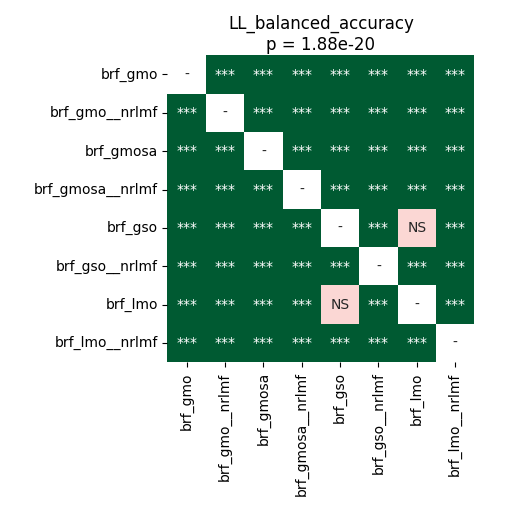 LL_balanced_accuracy
p = 1.88e-20
brf_gmo - *** *** *** *** *** *** ***
brf_gmo__nrlmf *** - *** *** *** *** *** ***
brf_gmosa *** *** - *** *** *** *** ***
brf_gmosa__nrlmf *** *** *** - *** *** *** ***
brf_gso *** *** *** *** - *** NS ***
brf_gso__nrlmf *** *** *** *** *** - *** ***
brf_lmo *** *** *** *** NS *** - ***
brf_lmo__nrlmf *** *** *** *** *** *** *** -
brf_gmo
brf_gmo__nrlmf
brf_gmosa
brf_gmosa__nrlmf
brf_gso
brf_gso__nrlmf
brf_lmo
brf_lmo__nrlmf